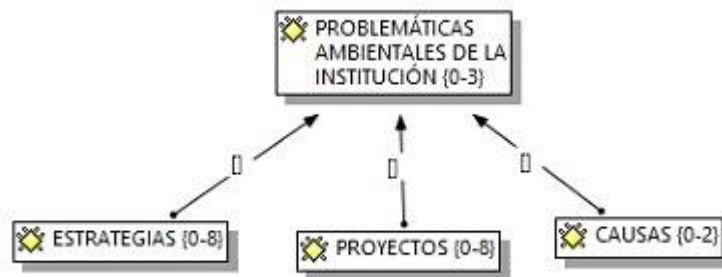 PROBLEMÁTICAS
AMBIENTALES DE LA
INSTITUCIÓN {0-3}
[]
[]
[]
ESTRATEGIAS {0-8}
PROYECTOS {0-8}
CAUSAS {0-2}